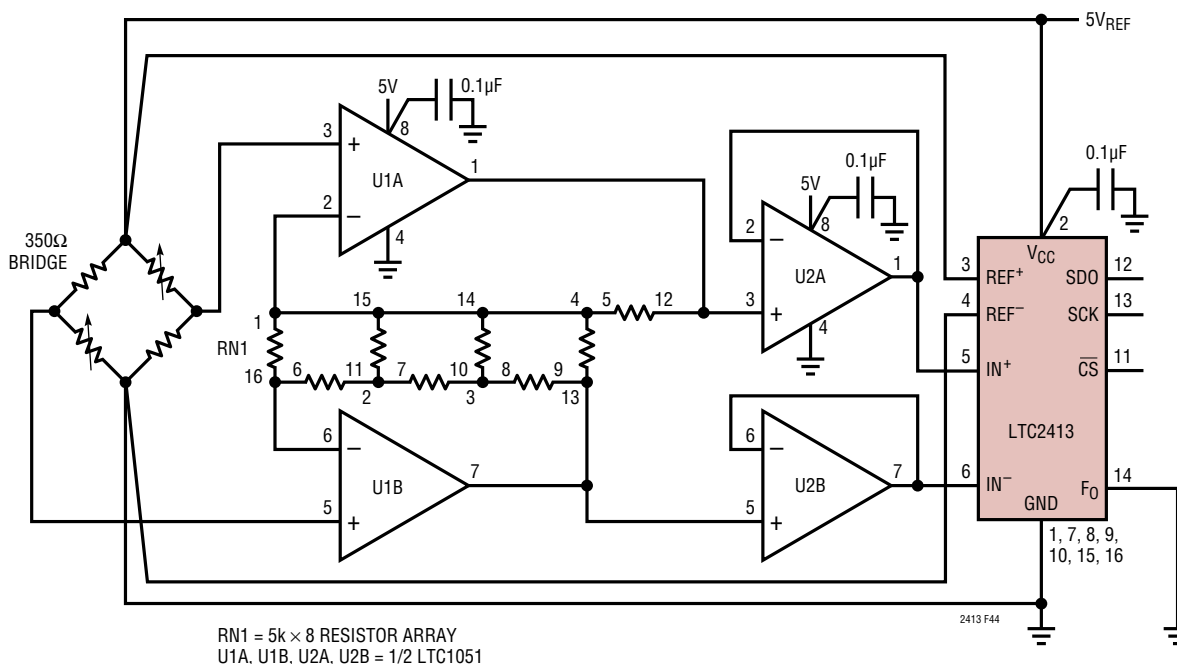 5VREF
5V
0.1µF
3
8
+
1
U1A
0.1µF
0.1µF
2
–
5V
2
4
2
–
8
350Ω
BRIDGE
U2A
1
VCC
3
REF+
SDO
12
15
14
4
5
12
3
+
4
REF–
SCK
13
1
4
RN1
6
11
7
10
8
9
5
IN+
CS
11
16
2
3
13
LTC2413
6
–
6
–
7
7
6
U1B
U2B
IN–
FO
14
5
+
5
+
GND
1, 7, 8, 9,
10, 15, 16
2413 F44
RN1 = 5k × 8 RESISTOR ARRAY
U1A, U1B, U2A, U2B = 1/2 LTC1051